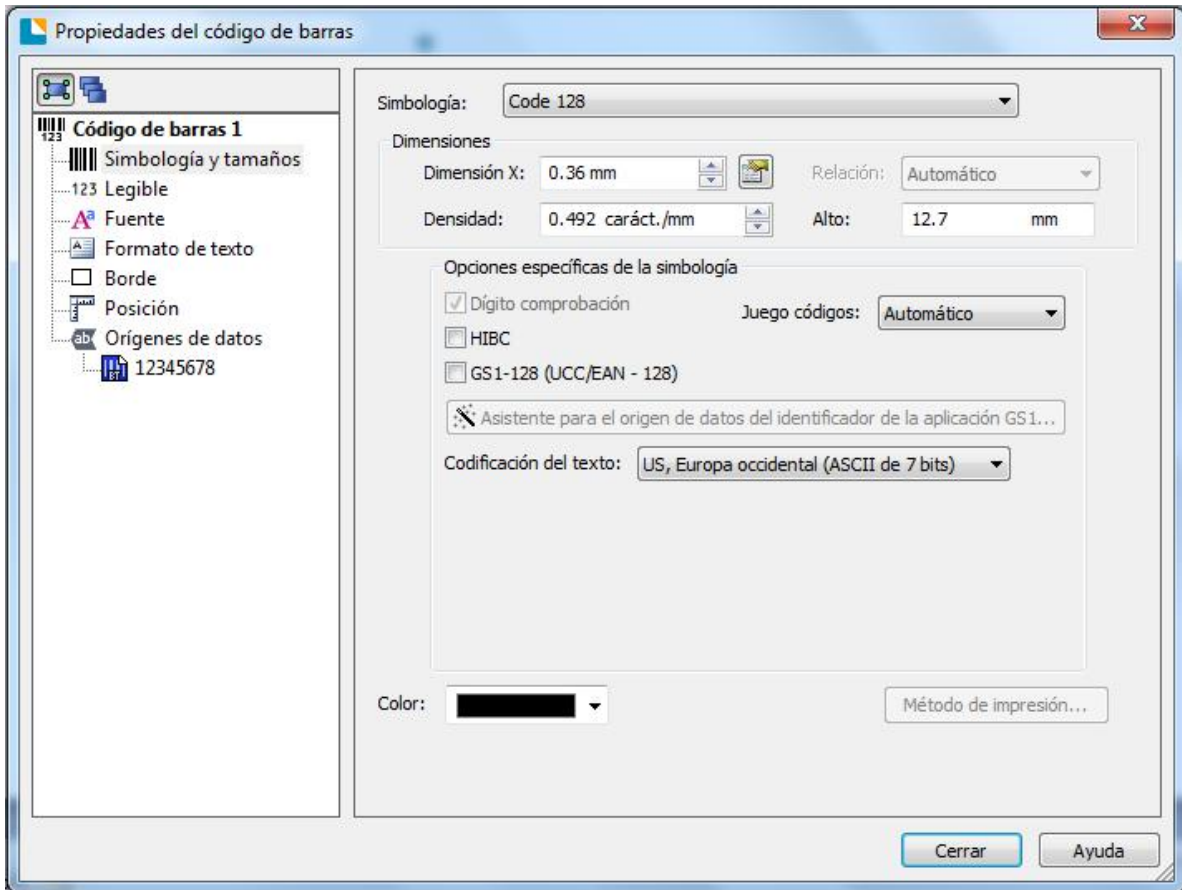 Propiedades del código de barras
Código de barras 1
Simbología y tamaños
123 Legible
Fuente
Formato de texto
Borde
Posición
Orígenes de datos
12345678
Simbología: Code 128
Dimensiones
Dimensión X: 0.36 mm Relación: Automático
Densidad: 0.492 caráct./mm Alto: 12.7 mm
Opciones específicas de la simbología
Dígito comprobación Juego códigos: Automático
HIBC
GS1-128 (UCC/EAN - 128)
Asistente para el origen de datos del identificador de la aplicación GS1...
Codificación del texto: US, Europa occidental (ASCII de 7 bits)
Color: Método de impresión...
Cerrar Ayuda